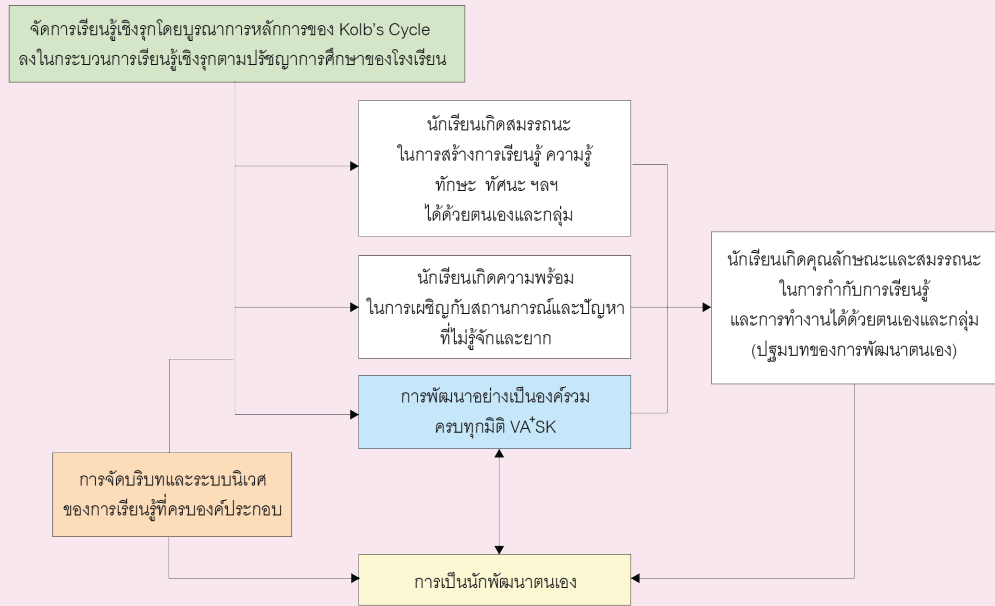 จัดการเรียนรู้เชิงรุกโดยบูรณาการหลักการของ Kolb's Cycle
ลงในกระบวนการเรียนรู้เชิงรุกตามปรัชญาการศึกษาของโรงเรียน
นักเรียนเกิดสมรรถนะ
ในการสร้างการเรียนรู้ ความรู้
ทักษะ ทัศนะ ฯลฯ
ได้ด้วยตนเองและกลุ่ม
นักเรียนเกิดความพร้อม
ในการเผชิญกับสถานการณ์และปัญหา
ที่ไม่รู้จักและยาก
นักเรียนเกิดคุณลักษณะและสมรรถนะ
ในการกำกับการเรียนรู้
และการทำงานได้ด้วยตนเองและกลุ่ม
(ปฐมบทของการพัฒนาตนเอง)
การพัฒนาอย่างเป็นองค์รวม
ครบทุกมิติ VA⁺SK
การจัดบริบทและระบบนิเวศ
ของการเรียนรู้ที่ครบองค์ประกอบ
การเป็นนักพัฒนาตนเอง